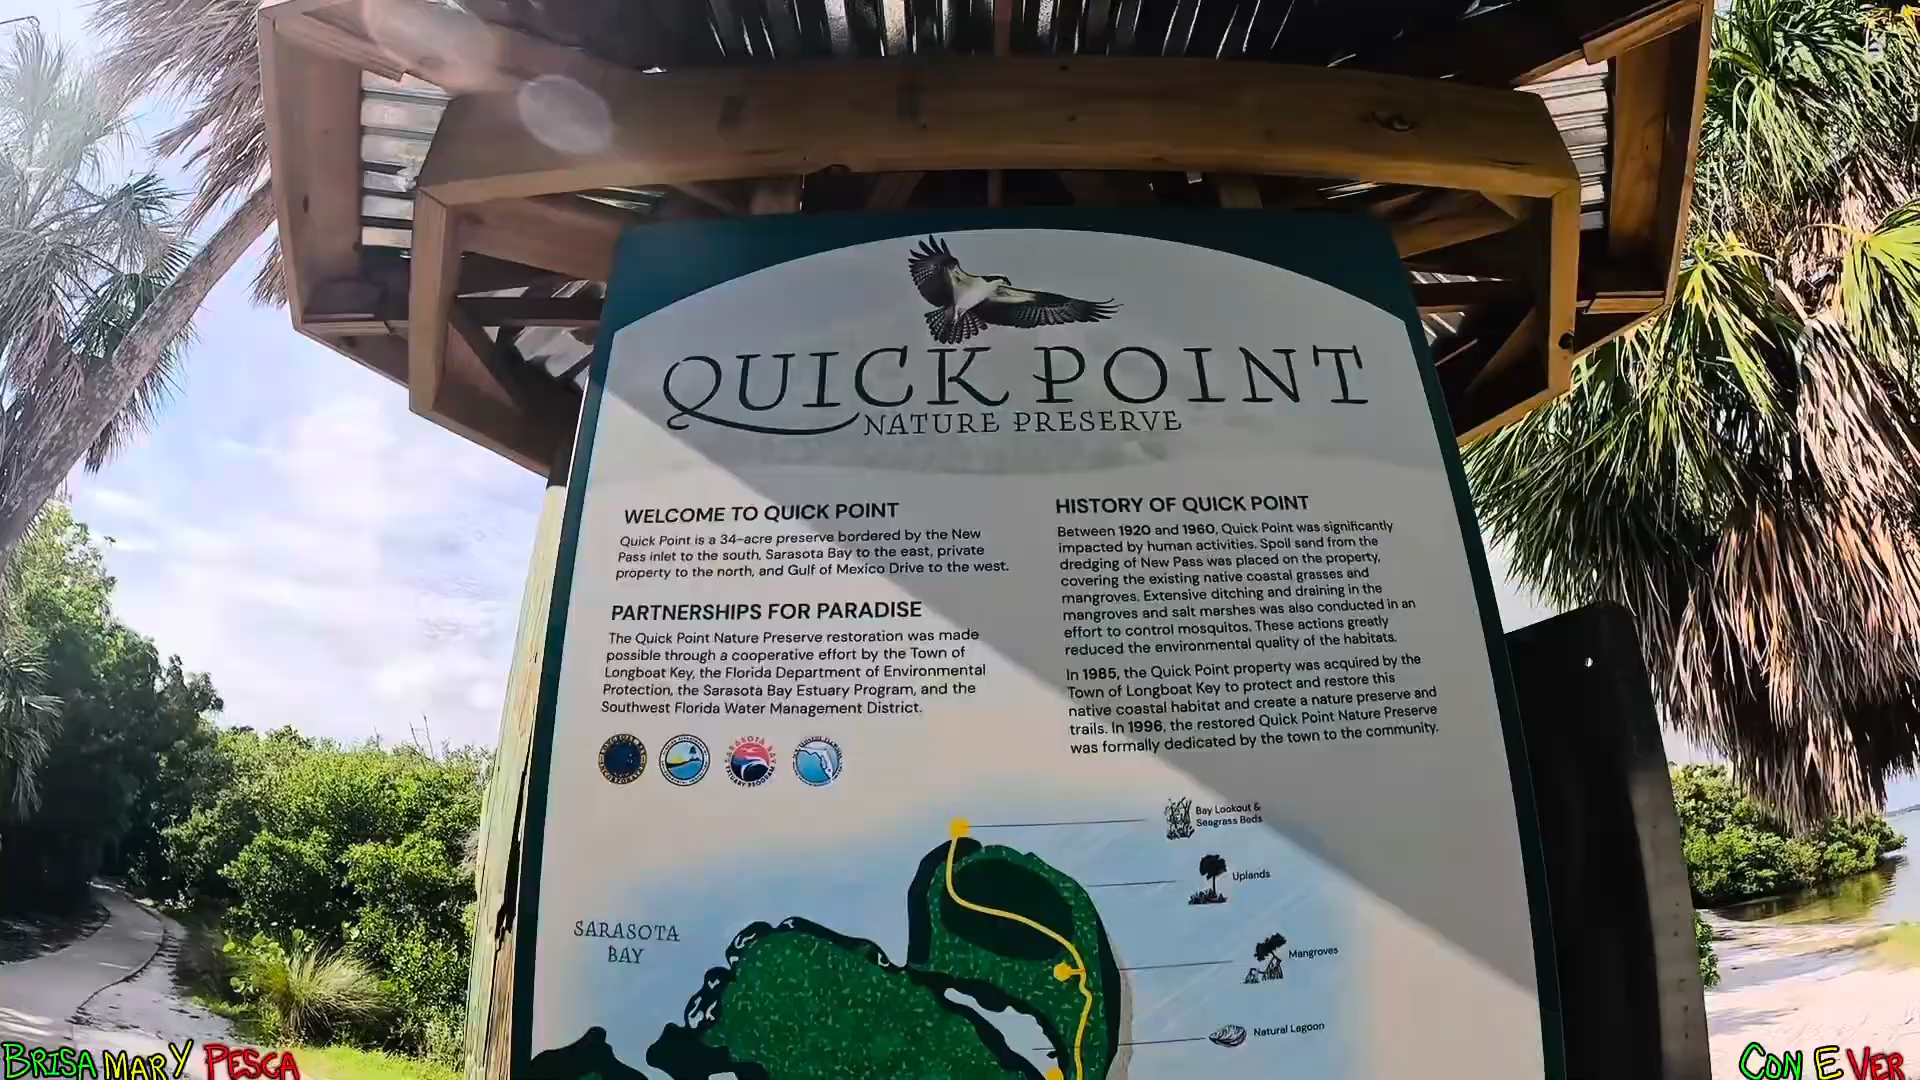 QUICK POINT
NATURE PRESERVE
WELCOME TO QUICK POINT
Quick Point is a 34-acre preserve bordered by the New
Pass inlet to the south, Sarasota Bay to the east, private
property to the north, and Gulf of Mexico Drive to the west.
PARTNERSHIPS FOR PARADISE
The Quick Point Nature Preserve restoration was made
possible through a cooperative effort by the Town of
Longboat Key, the Florida Department of Environmental
Protection, the Sarasota Bay Estuary Program, and the
Southwest Florida Water Management District.
SARASOTA BAY
ESTUARY PROGRAM
HISTORY OF QUICK POINT
Between 1920 and 1960, Quick Point was significantly
impacted by human activities. Spoil sand from the
dredging of New Pass was placed on the property,
covering the existing native coastal grasses and
mangroves. Extensive ditching and draining in the
mangroves and salt marshes was also conducted in an
effort to control mosquitos. These actions greatly
reduced the environmental quality of the habitats.
In 1985, the Quick Point property was acquired by the
Town of Longboat Key to protect and restore this
native coastal habitat and create a nature preserve and
trails. In 1996, the restored Quick Point Nature Preserve
was formally dedicated by the town to the community.
Bay Lookout &
Seagrass Beds
Uplands
SARASOTA
BAY
Mangroves
Natural Lagoon
BRISA MARY PESCA
CON E VER